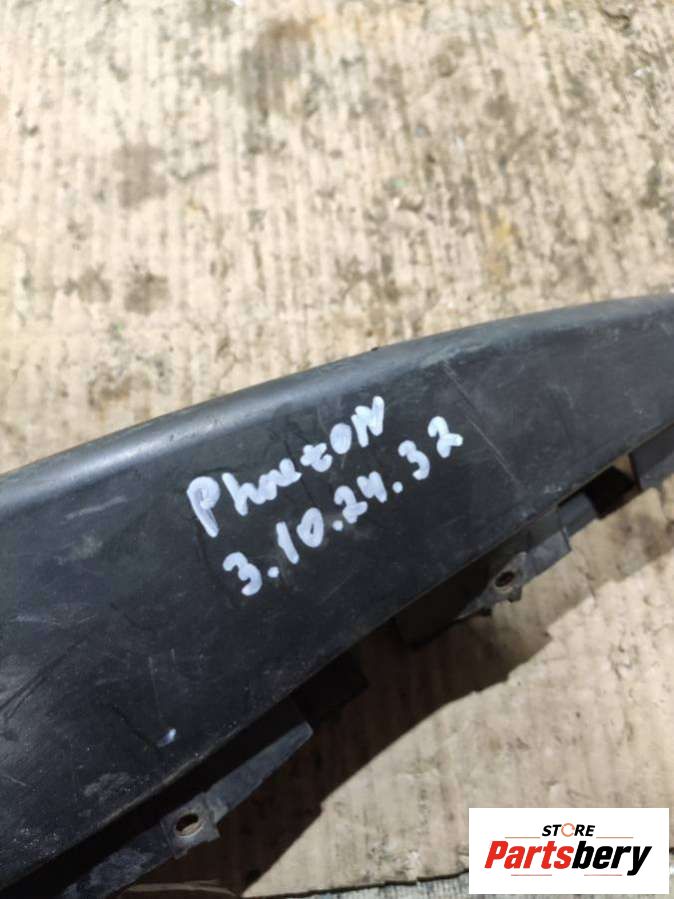 PhaetON
3.10.24.32
STORE
Partsbery